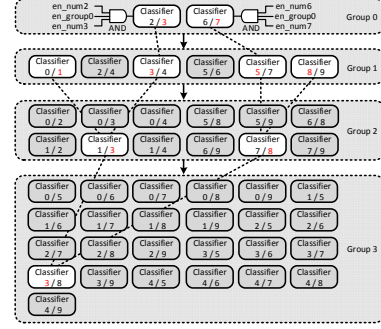 en_num2
en_group0
en_num3
AND
Classifier
2 / 3
Classifier
6 / 7
AND
en_num6
en_group0
en_num7
Group 0
Classifier Classifier Classifier Classifier Classifier Classifier
0 / 1 2 / 4 3 / 4 5 / 6 5 / 7 8 / 9
Group 1
Classifier Classifier Classifier Classifier Classifier Classifier
0 / 2 0 / 3 0 / 4 5 / 8 5 / 9 6 / 8
Group 2
Classifier Classifier Classifier Classifier Classifier Classifier
1 / 2 1 / 3 1 / 4 6 / 9 7 / 8 7 / 9
Classifier Classifier Classifier Classifier Classifier Classifier
0 / 5 0 / 6 0 / 7 0 / 8 0 / 9 1 / 5
Classifier Classifier Classifier Classifier Classifier Classifier
1 / 6 1 / 7 1 / 8 1 / 9 2 / 5 2 / 6
Group 3
Classifier Classifier Classifier Classifier Classifier Classifier
2 / 7 2 / 8 2 / 9 3 / 5 3 / 6 3 / 7
Classifier Classifier Classifier Classifier Classifier Classifier
3 / 8 3 / 9 4 / 5 4 / 6 4 / 7 4 / 8
Classifier
4 / 9